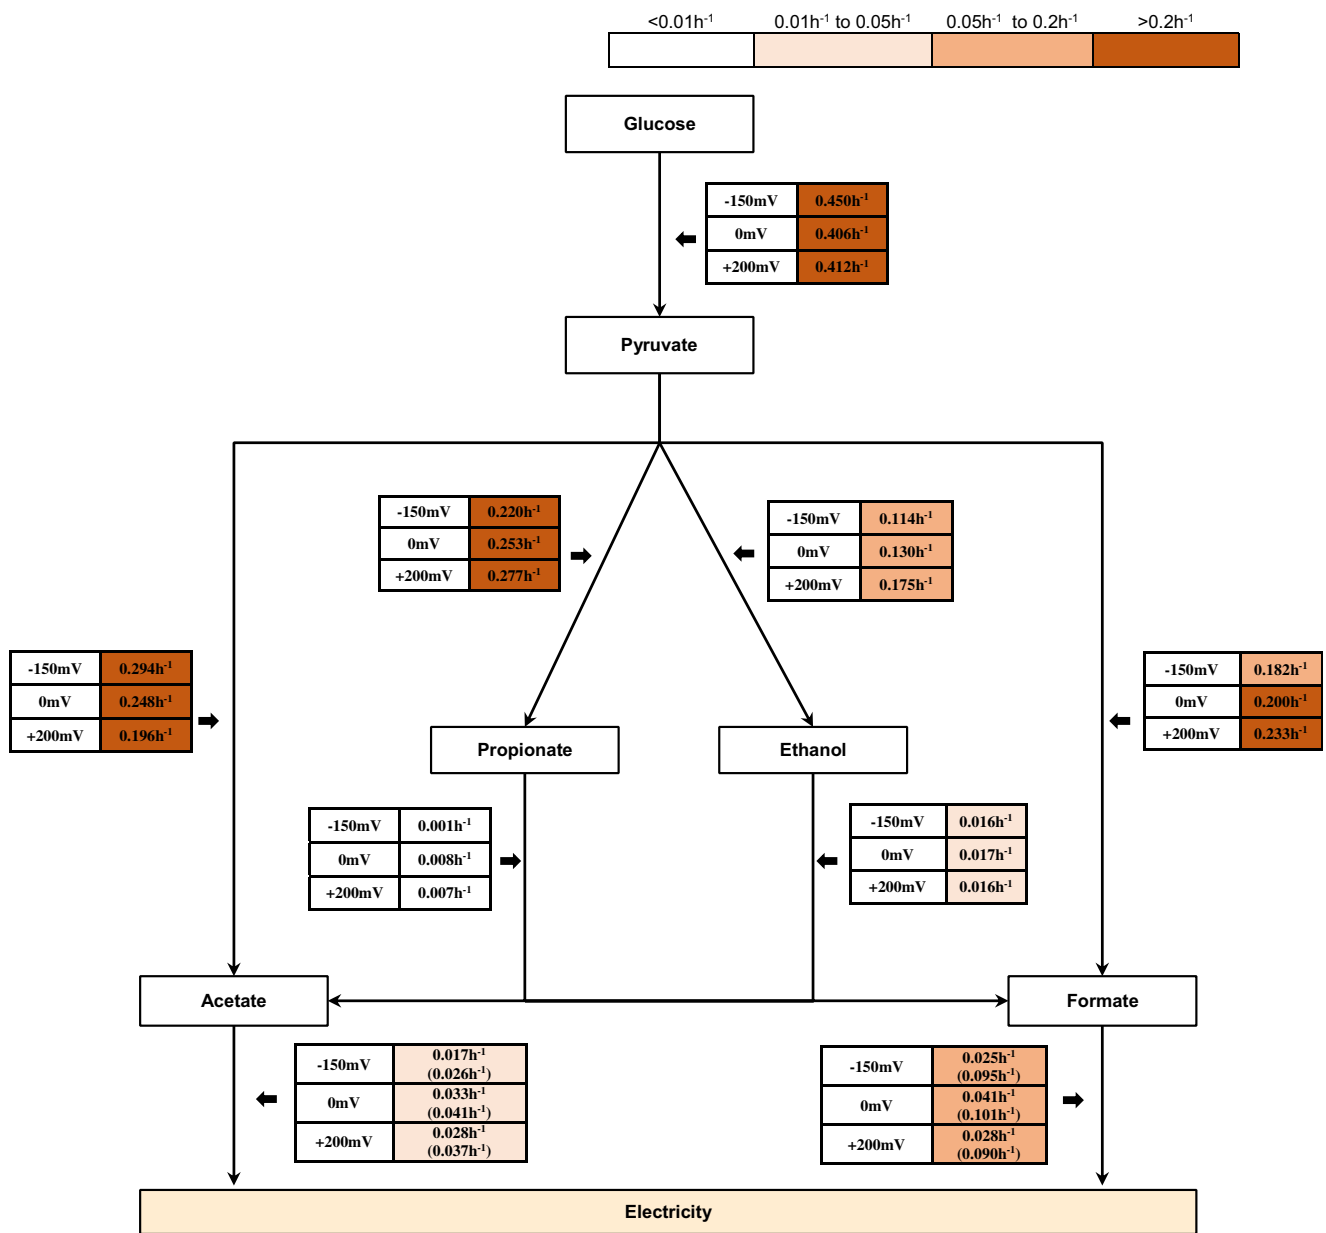 <0.01h⁻¹ 0.01h⁻¹ to 0.05h⁻¹ 0.05h⁻¹ to 0.2h⁻¹ >0.2h⁻¹
Glucose
-150mV 0.450h⁻¹
0mV 0.406h⁻¹
+200mV 0.412h⁻¹
Pyruvate
-150mV 0.220h⁻¹
0mV 0.253h⁻¹
+200mV 0.277h⁻¹
-150mV 0.114h⁻¹
0mV 0.130h⁻¹
+200mV 0.175h⁻¹
-150mV 0.294h⁻¹
0mV 0.248h⁻¹
+200mV 0.196h⁻¹
-150mV 0.182h⁻¹
0mV 0.200h⁻¹
+200mV 0.233h⁻¹
Propionate
Ethanol
-150mV 0.001h⁻¹
0mV 0.008h⁻¹
+200mV 0.007h⁻¹
-150mV 0.016h⁻¹
0mV 0.017h⁻¹
+200mV 0.016h⁻¹
Acetate
Formate
-150mV 0.017h⁻¹
(0.026h⁻¹)
0mV 0.033h⁻¹
(0.041h⁻¹)
+200mV 0.028h⁻¹
(0.037h⁻¹)
-150mV 0.025h⁻¹
(0.095h⁻¹)
0mV 0.041h⁻¹
(0.101h⁻¹)
+200mV 0.028h⁻¹
(0.090h⁻¹)
Electricity